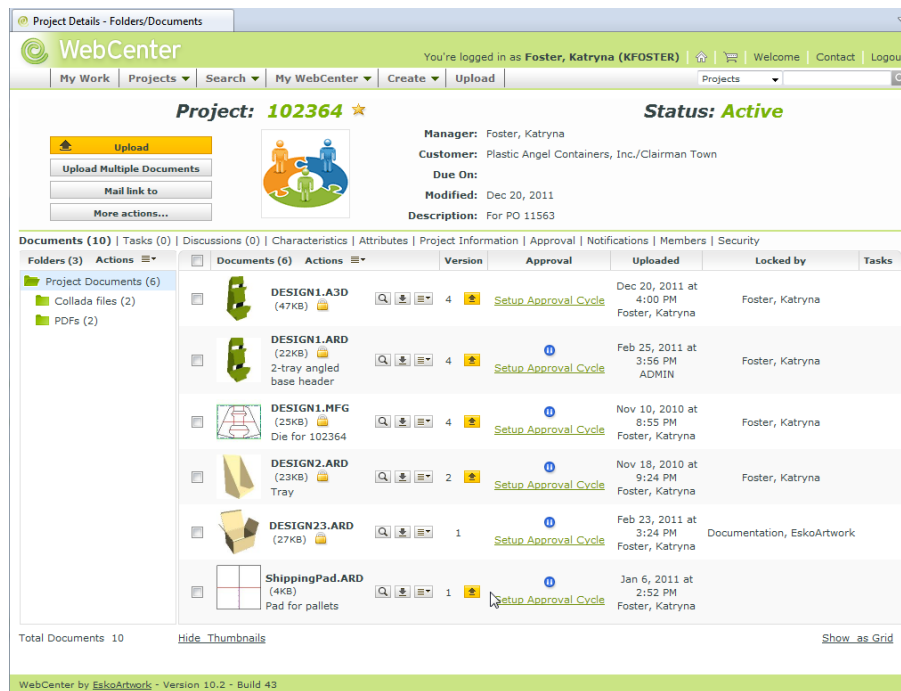 Project Details - Folders/Documents
WebCenter
You're logged in as Foster, Katryna (KFOSTER) | Welcome | Contact | Logou
My Work | Projects | Search | My WebCenter | Create | Upload
Projects
Project: 102364
Status: Active
Upload
Upload Multiple Documents
Mail link to
More actions...
Manager: Foster, Katryna
Customer: Plastic Angel Containers, Inc./Clairman Town
Due On:
Modified: Dec 20, 2011
Description: For PO 11563
Documents (10) | Tasks (0) | Discussions (0) | Characteristics | Attributes | Project Information | Approval | Notifications | Members | Security
Folders (3) Actions
Project Documents (6)
Collada files (2)
PDFs (2)
Documents (6) Actions Version Approval Uploaded Locked by Tasks
DESIGN1.A3D
(47KB)
4
Setup Approval Cycle
Dec 20, 2011 at
4:00 PM
Foster, Katryna
Foster, Katryna
DESIGN1.ARD
(22KB)
2-tray angled
base header
4
Setup Approval Cycle
Feb 25, 2011 at
3:56 PM
ADMIN
Foster, Katryna
DESIGN1.MFG
(25KB)
Die for 102364
4
Setup Approval Cycle
Nov 10, 2010 at
8:55 PM
Foster, Katryna
Foster, Katryna
DESIGN2.ARD
(23KB)
Tray
2
Setup Approval Cycle
Nov 18, 2010 at
9:24 PM
Foster, Katryna
Foster, Katryna
DESIGN23.ARD
(27KB)
1
Setup Approval Cycle
Feb 23, 2011 at
3:24 PM
Foster, Katryna
Documentation, EskoArtwork
ShippingPad.ARD
(4KB)
Pad for pallets
1
Setup Approval Cycle
Jan 6, 2011 at
2:52 PM
Foster, Katryna
Total Documents 10
Hide Thumbnails
Show as Grid
WebCenter by EskoArtwork - Version 10.2 - Build 43